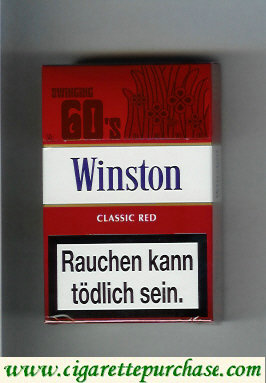 SWINGING
60's
Winston
CLASSIC RED
Rauchen kann
tödlich sein.
www.cigarettepurchase.com